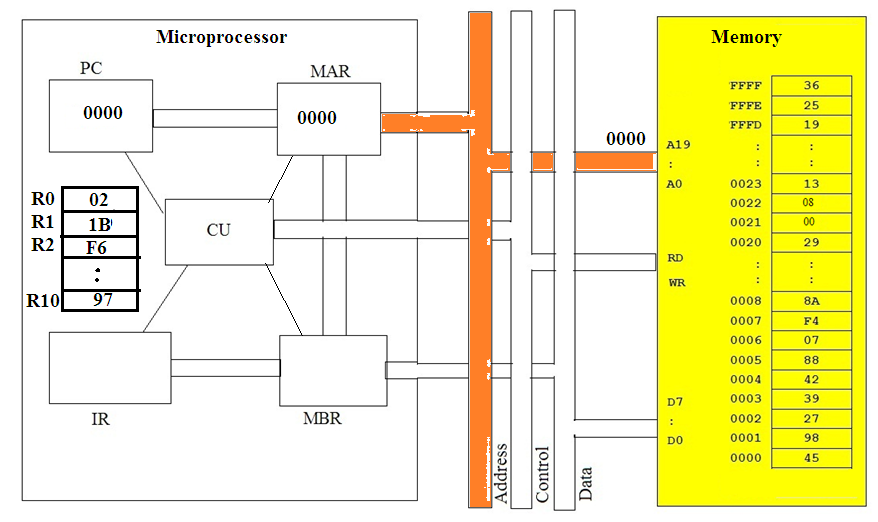 Microprocessor
PC
0000
MAR
0000
R0 02
R1 1B
R2 F6
:
R10 97
CU
IR
MBR
Address
Control
Data
0000
Memory
A19
:
A0
RD
WR
D7
:
D0
FFFF 36
FFFE 25
FFFD 19
: :
: :
0023 13
0022 08
0021 00
0020 29
: :
: :
0008 8A
0007 F4
0006 07
0005 88
0004 42
0003 39
0002 27
0001 98
0000 45